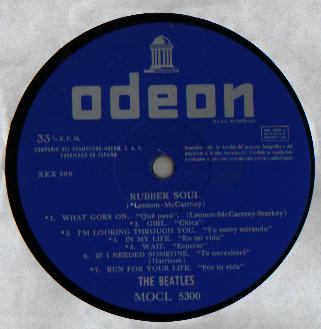 odeon
MARCA REGISTRADA
33⅓ R. P. M.
COMPAÑIA DEL GRAMOFONO-ODEON, S. A. E.
FABRICADO EN ESPAÑA
XEX 580
RUBBER SOUL
(*Lennon-McCartney)
*1. WHAT GOES ON. "Qué pasó". (Lennon-McCartney-Starkey)
*2. GIRL. "Chica"
*3. I'M LOOKING THROUGH YOU. "Yo estoy mirando"
*4. IN MY LIFE. "En mi vida"
*5. WAIT. "Esperar"
6. IF I NEEDED SOMEONE. "Te necesitaré"
(Harrison)
*7. RUN FOR YOUR LIFE. "Por tu vida"
THE BEATLES
MOCL 5300